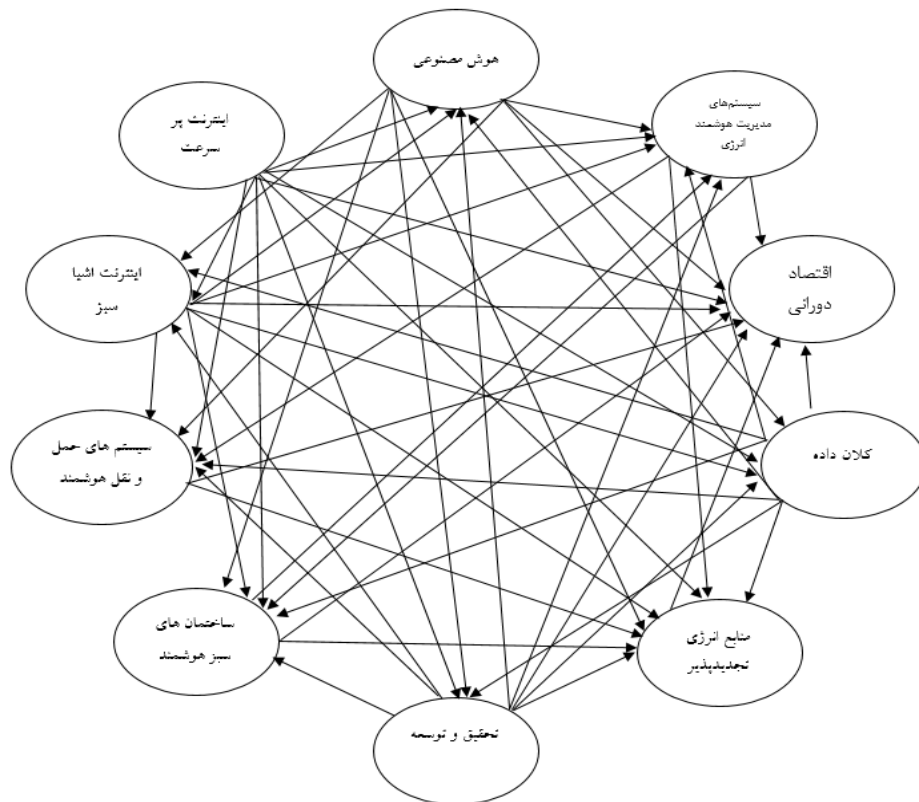 هوش مصنوعی
سیستم‌های
مدیریت هوشمند
انرژی
اینترنت پر
سرعت
اینترنت اشیا
سبز
اقتصاد
دورانی
سیستم های حمل
و نقل هوشمند
کلان داده
ساختمان های
سبز هوشمند
منابع انرژی
تجدیدپذیر
تحقیق و توسعه